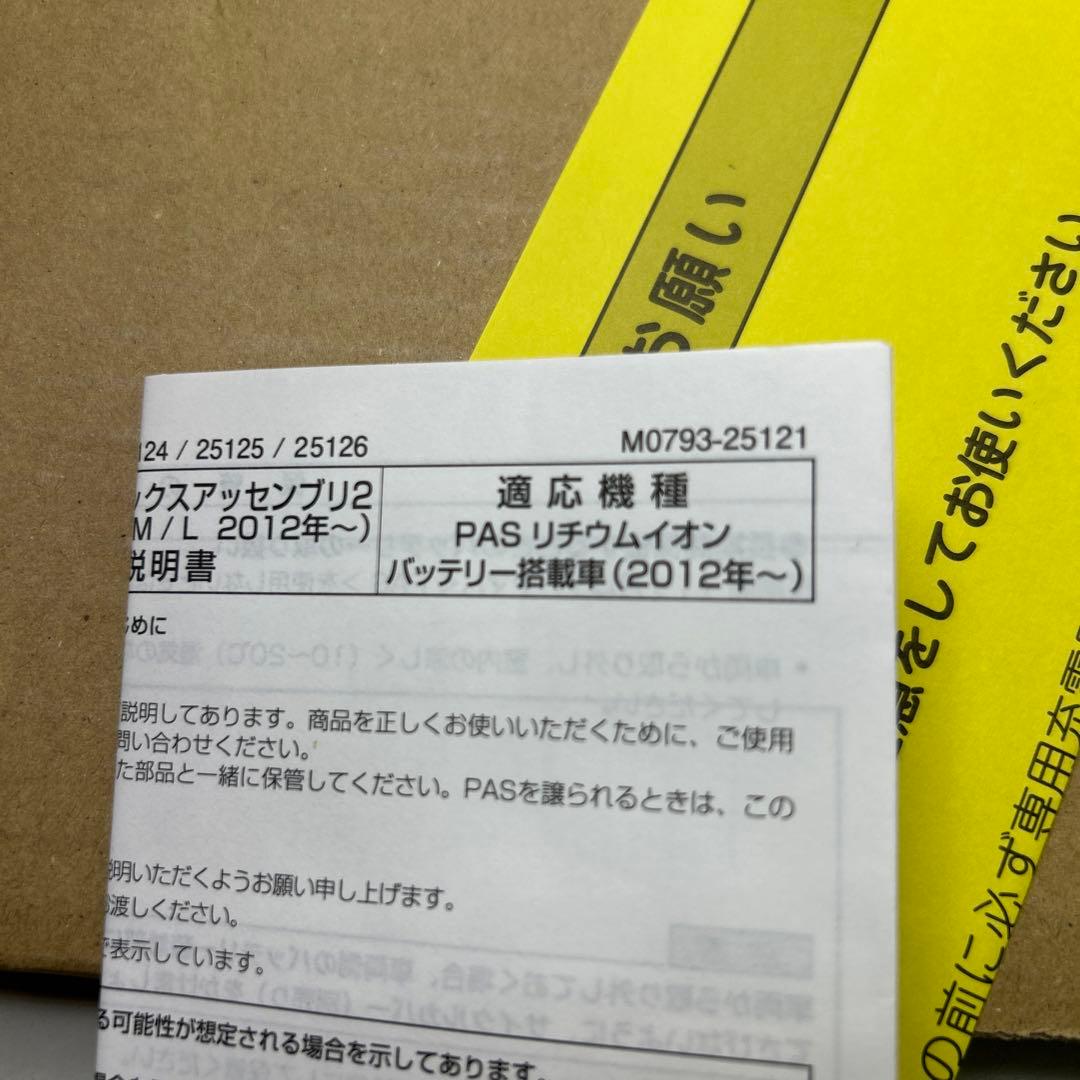 お願い
をしてお使いください
の前に必ず専用充電
124 / 25125 / 25126
M0793-25121
ックスアッセンブリ2
M / L 2012年~)
説明書
適応機種
PAS リチウムイオン
バッテリー搭載車(2012年~)
じめに
説明してあります。商品を正しくお使いいただくために、ご使用
問い合わせください。
た部品と一緒に保管してください。PASを譲られるときは、この
説明いただくようお願い申し上げます。
お渡しください。
で表示しています。
る可能性が想定される場合を示してあります。